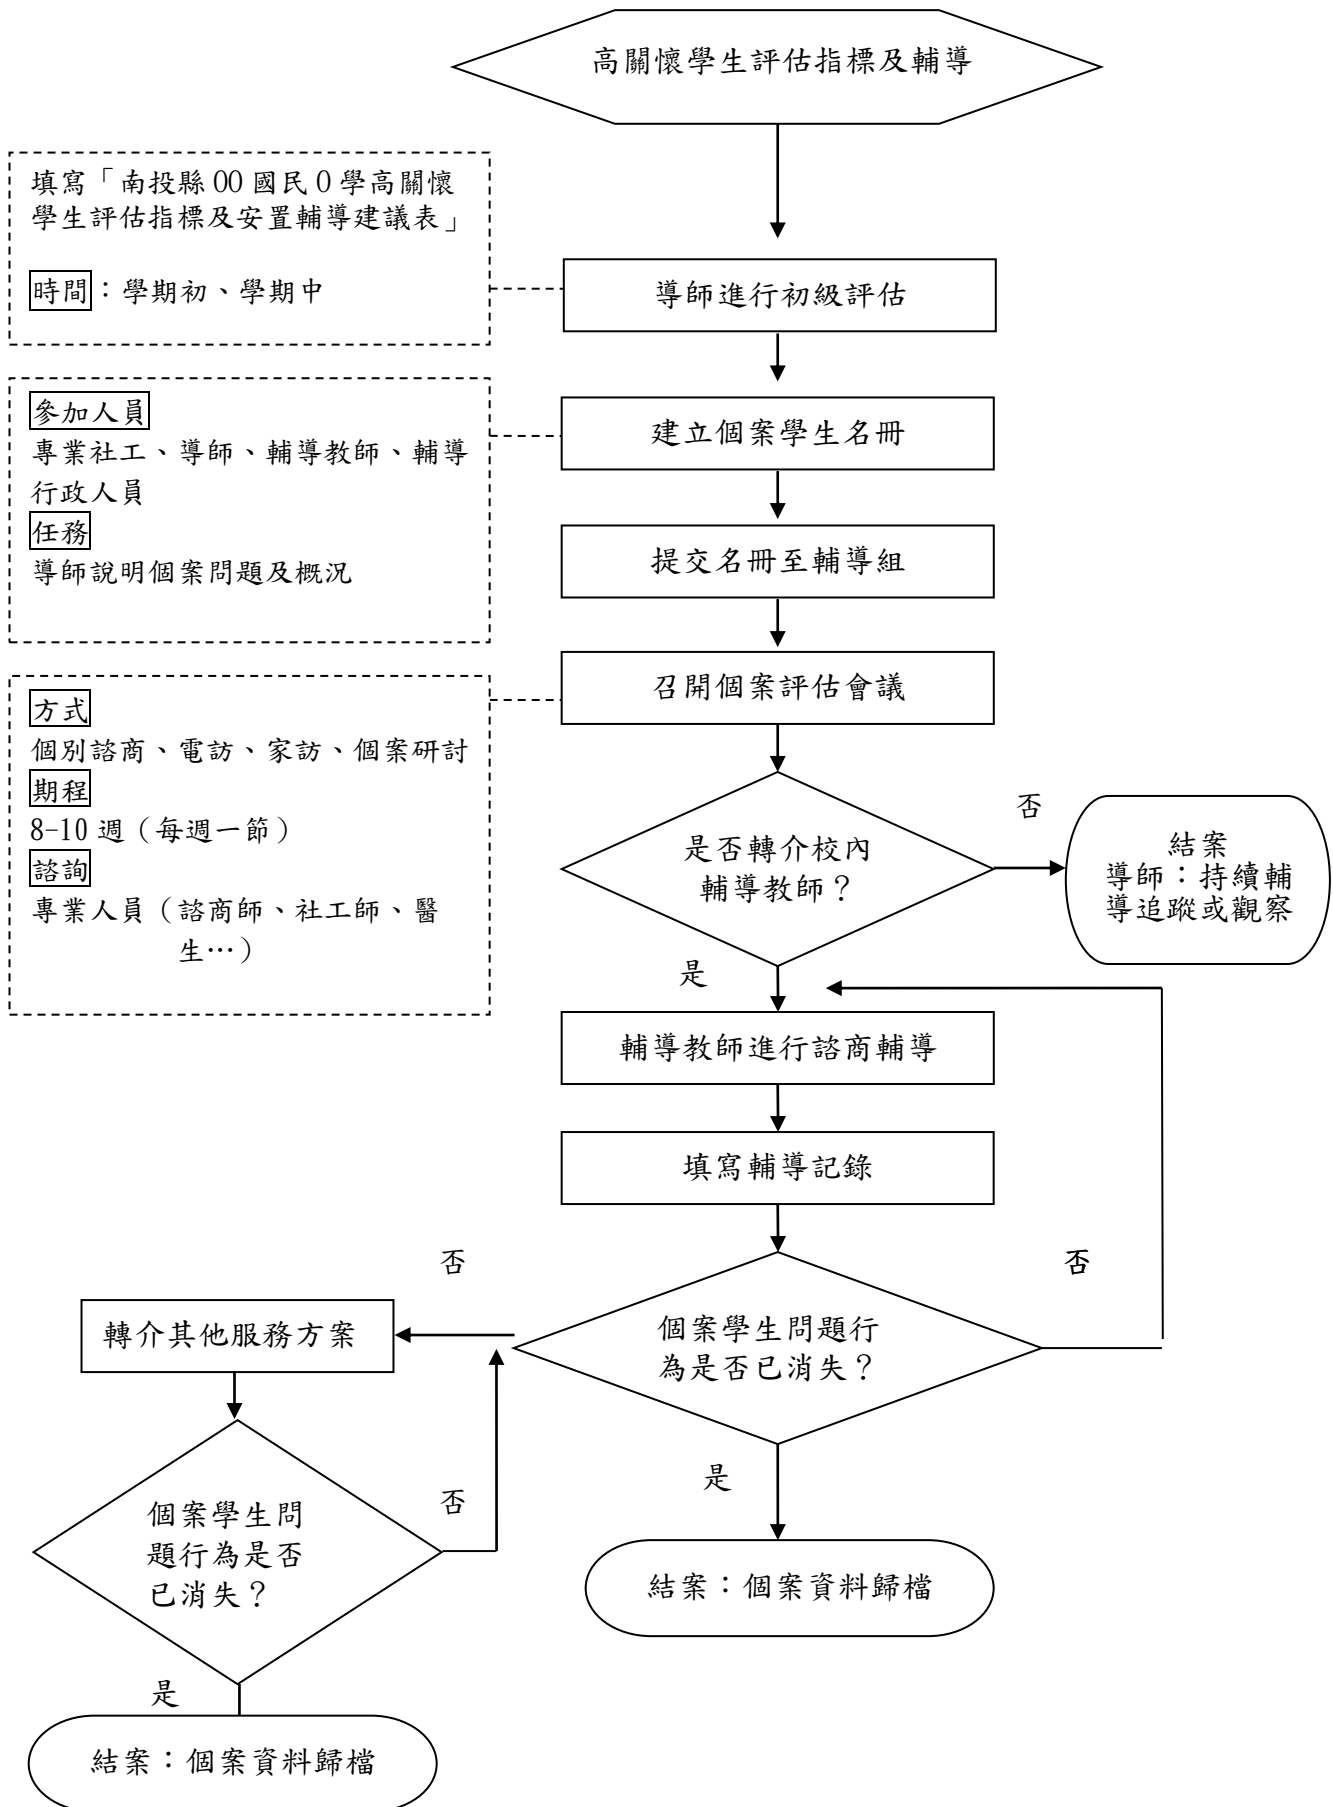 高關懷學生評估指標及輔導
填寫「南投縣 OO 國民 O 學高關懷
學生評估指標及安置輔導建議表」
時間：學期初、學期中
導師進行初級評估
參加人員
專業社工、導師、輔導教師、輔導
行政人員
任務
導師說明個案問題及概況
建立個案學生名冊
提交名冊至輔導組
召開個案評估會議
方式
個別諮商、電訪、家訪、個案研討
期程
8-10 週（每週一節）
諮詢
專業人員（諮商師、社工師、醫
生…）
是否轉介校內
輔導教師？
否
結案
導師：持續輔
導追蹤或觀察
是
輔導教師進行諮商輔導
填寫輔導記錄
否
否
轉介其他服務方案
個案學生問題行
為是否已消失？
是
否
個案學生問
題行為是否
已消失？
結案：個案資料歸檔
是
結案：個案資料歸檔